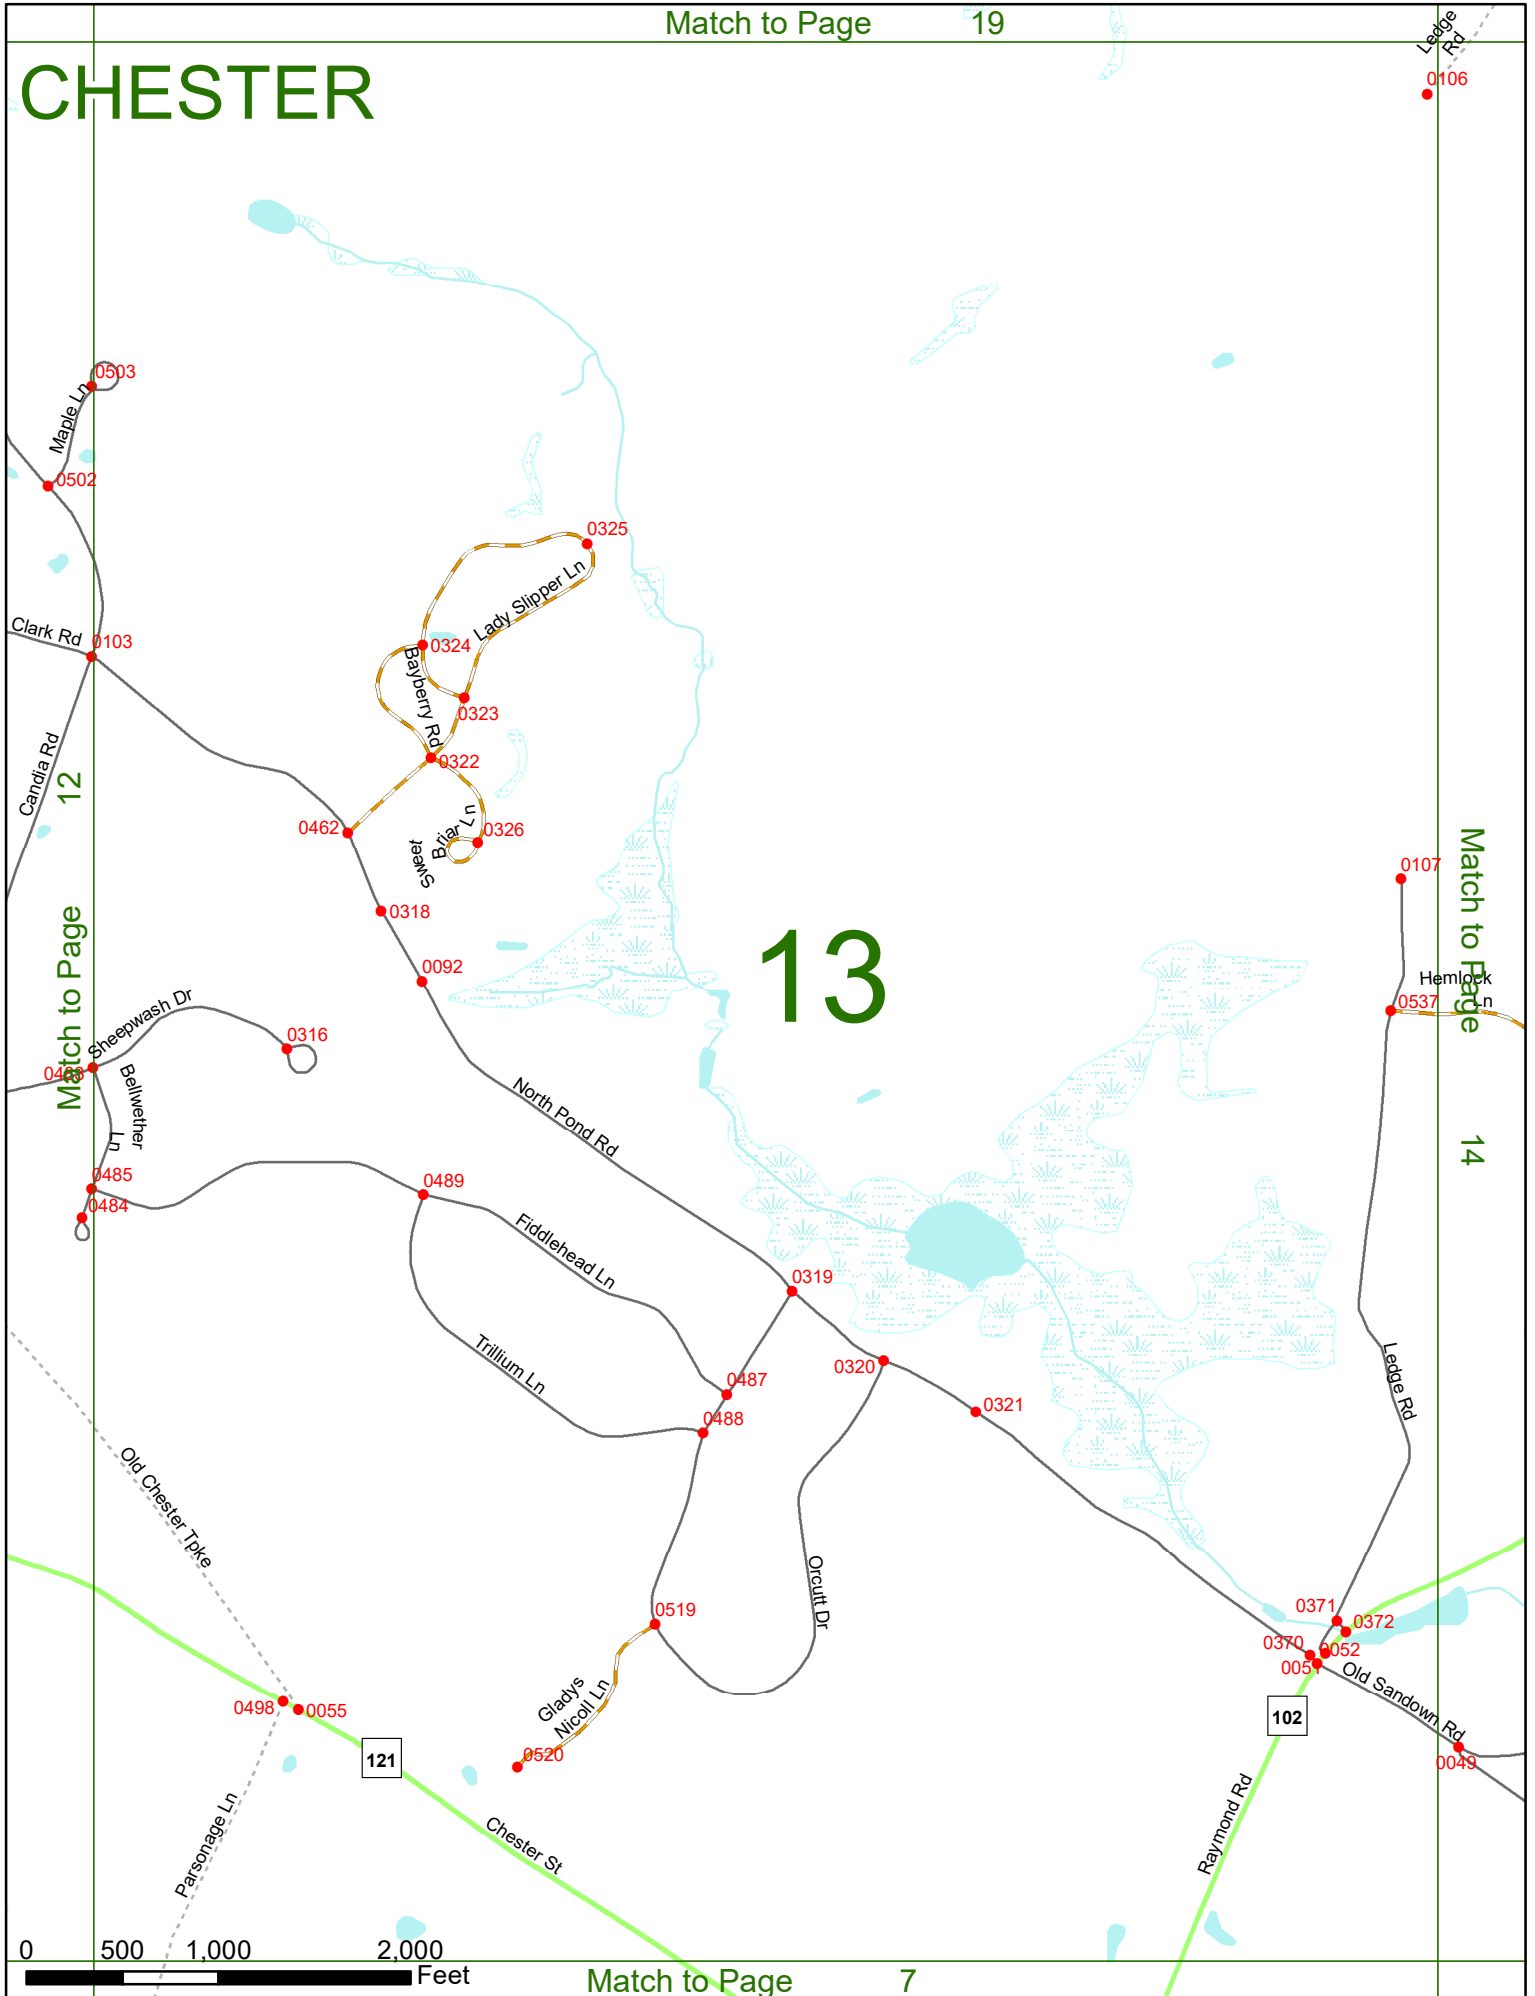 Match to Page 19
Ledge
Rd
CHESTER
0106
0503
Maple Ln
0502
0325
Lady Slipper Ln
Clark Rd
0103
0324
Bayberry Rd
0323
Candia Rd
0322
12
Match to Page
0462
0326
Sweet
Briar Ln
0318
0107
Match to Page
14
13
0092
Hemlock
Ln
0537
Sheepwash Dr
0316
Bellwether
Ln
North Pond Rd
0485
0484
0489
Fiddlehead Ln
0319
Trillium Ln
0320
Ledge Rd
0487
0321
0488
Old Chester Tpke
Orcutt Dr
0519
0371
0372
0370
0052
0051
Old Sandown Rd
Gladys
Nicoll Ln
0498
0055
102
0520
121
0049
Parsonage Ln
Chester St
Raymond Rd
0 500 1,000 2,000
Feet
Match to Page 7